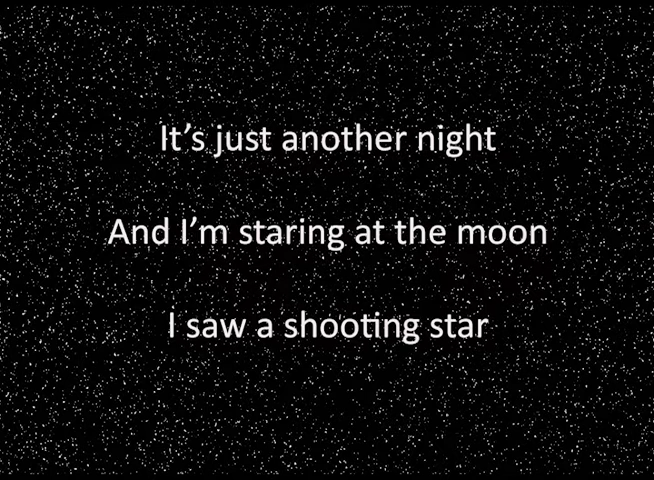 It’s just another night
And I’m staring at the moon
I saw a shooting star